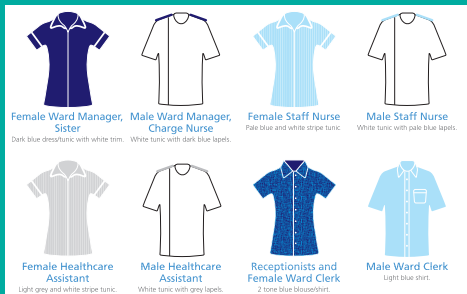 Female Ward Manager,
Sister
Dark blue dress/tunic with white trim.
Male Ward Manager,
Charge Nurse
White tunic with dark blue lapels.
Female Staff Nurse
Pale blue and white stripe tunic
Male Staff Nurse
White tunic with pale blue lapels.
Female Healthcare
Assistant
Light grey and white stripe tunic.
Male Healthcare
Assistant
White tunic with grey lapels.
Receptionists and
Female Ward Clerk
2 tone blue blouse/shirt.
Male Ward Clerk
Light blue shirt.